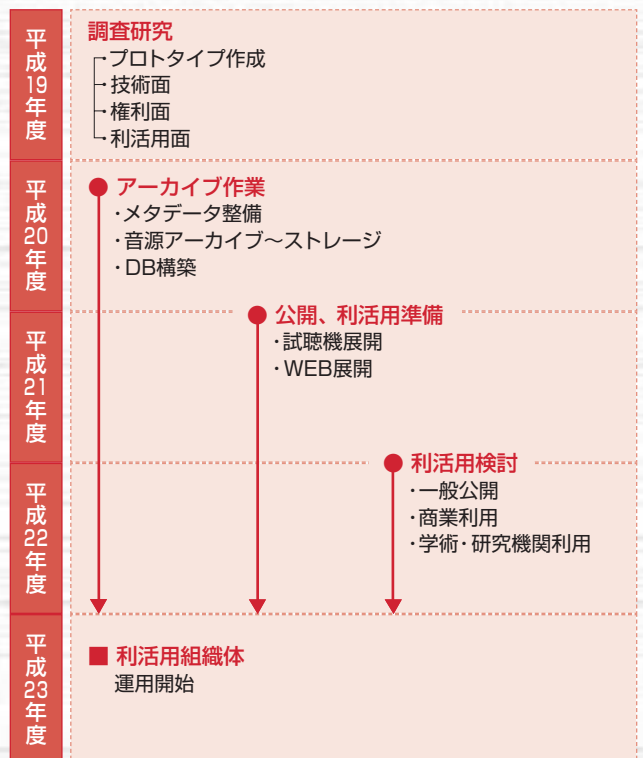 平成19年度
調査研究
・プロトタイプ作成
・技術面
・権利面
・利活用面
平成20年度
● アーカイブ作業
・メタデータ整備
・音源アーカイブ～ストレージ
・DB構築
平成21年度
● 公開、利活用準備
・試聴機展開
・WEB展開
平成22年度
● 利活用検討
・一般公開
・商業利用
・学術・研究機関利用
平成23年度
■ 利活用組織体
運用開始